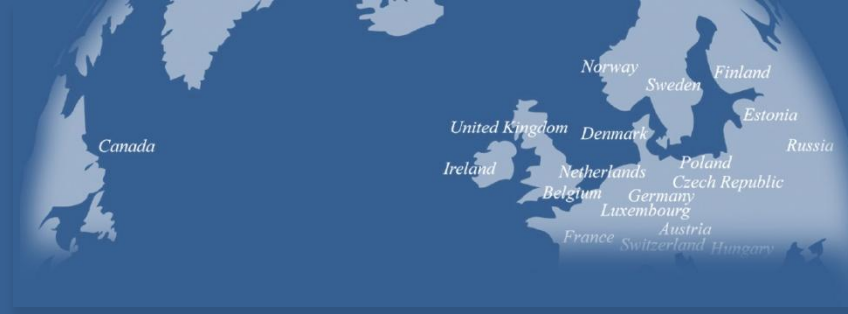 Norway
Finland
Sweden
Estonia
United Kingdom
Denmark
Canada
Russia
Ireland
Poland
Netherlands
Czech Republic
Belgium
Germany
Luxembourg
Austria
France
Switzerland
Hungary